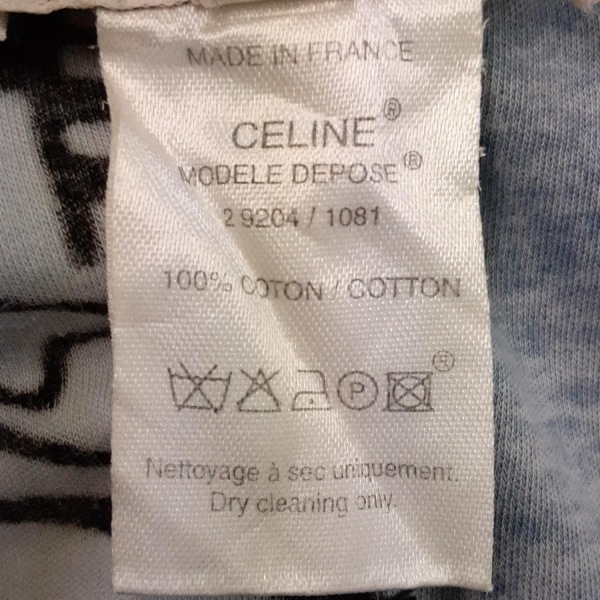 MADE IN FRANCE
CELINE®
MODELE DEPOSE®
2 9204 / 1081
100% COTON / COTTON
P ®
Nettoyage à sec uniquement.
Dry cleaning only.